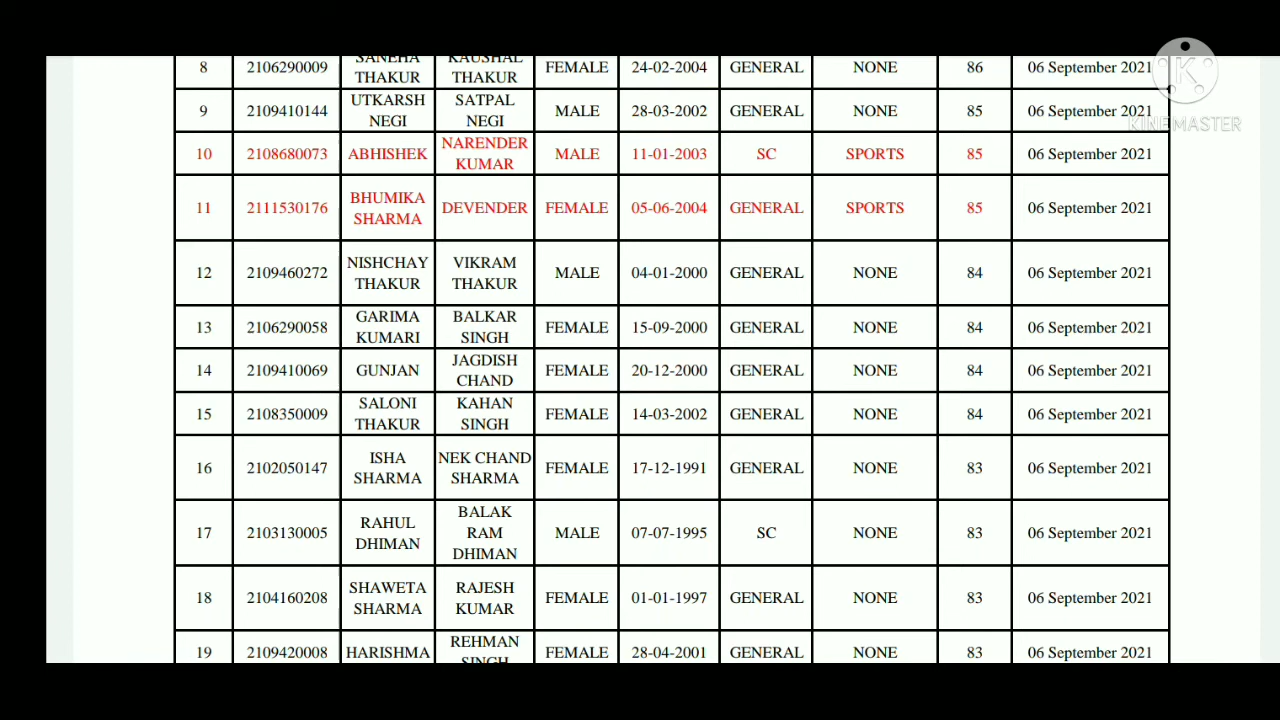 8 2106290009 SANEHA THAKUR KAUSHAL THAKUR FEMALE 24-02-2004 GENERAL NONE 86 06 September 2021
9 2109410144 UTKARSH NEGI SATPAL NEGI MALE 28-03-2002 GENERAL NONE 85 06 September 2021
10 2108680073 ABHISHEK NARENDER KUMAR MALE 11-01-2003 SC SPORTS 85 06 September 2021
11 2111530176 BHUMIKA SHARMA DEVENDER FEMALE 05-06-2004 GENERAL SPORTS 85 06 September 2021
12 2109460272 NISHCHAY THAKUR VIKRAM THAKUR MALE 04-01-2000 GENERAL NONE 84 06 September 2021
13 2106290058 GARIMA KUMARI BALKAR SINGH FEMALE 15-09-2000 GENERAL NONE 84 06 September 2021
14 2109410069 GUNJAN JAGDISH CHAND FEMALE 20-12-2000 GENERAL NONE 84 06 September 2021
15 2108350009 SALONI THAKUR KAHAN SINGH FEMALE 14-03-2002 GENERAL NONE 84 06 September 2021
16 2102050147 ISHA SHARMA NEK CHAND SHARMA FEMALE 17-12-1991 GENERAL NONE 83 06 September 2021
17 2103130005 RAHUL DHIMAN BALAK RAM DHIMAN MALE 07-07-1995 SC NONE 83 06 September 2021
18 2104160208 SHAWETA SHARMA RAJESH KUMAR FEMALE 01-01-1997 GENERAL NONE 83 06 September 2021
19 2109420008 HARISHMA REHMAN SINGH FEMALE 28-04-2001 GENERAL NONE 83 06 September 2021
K
KINEMASTER